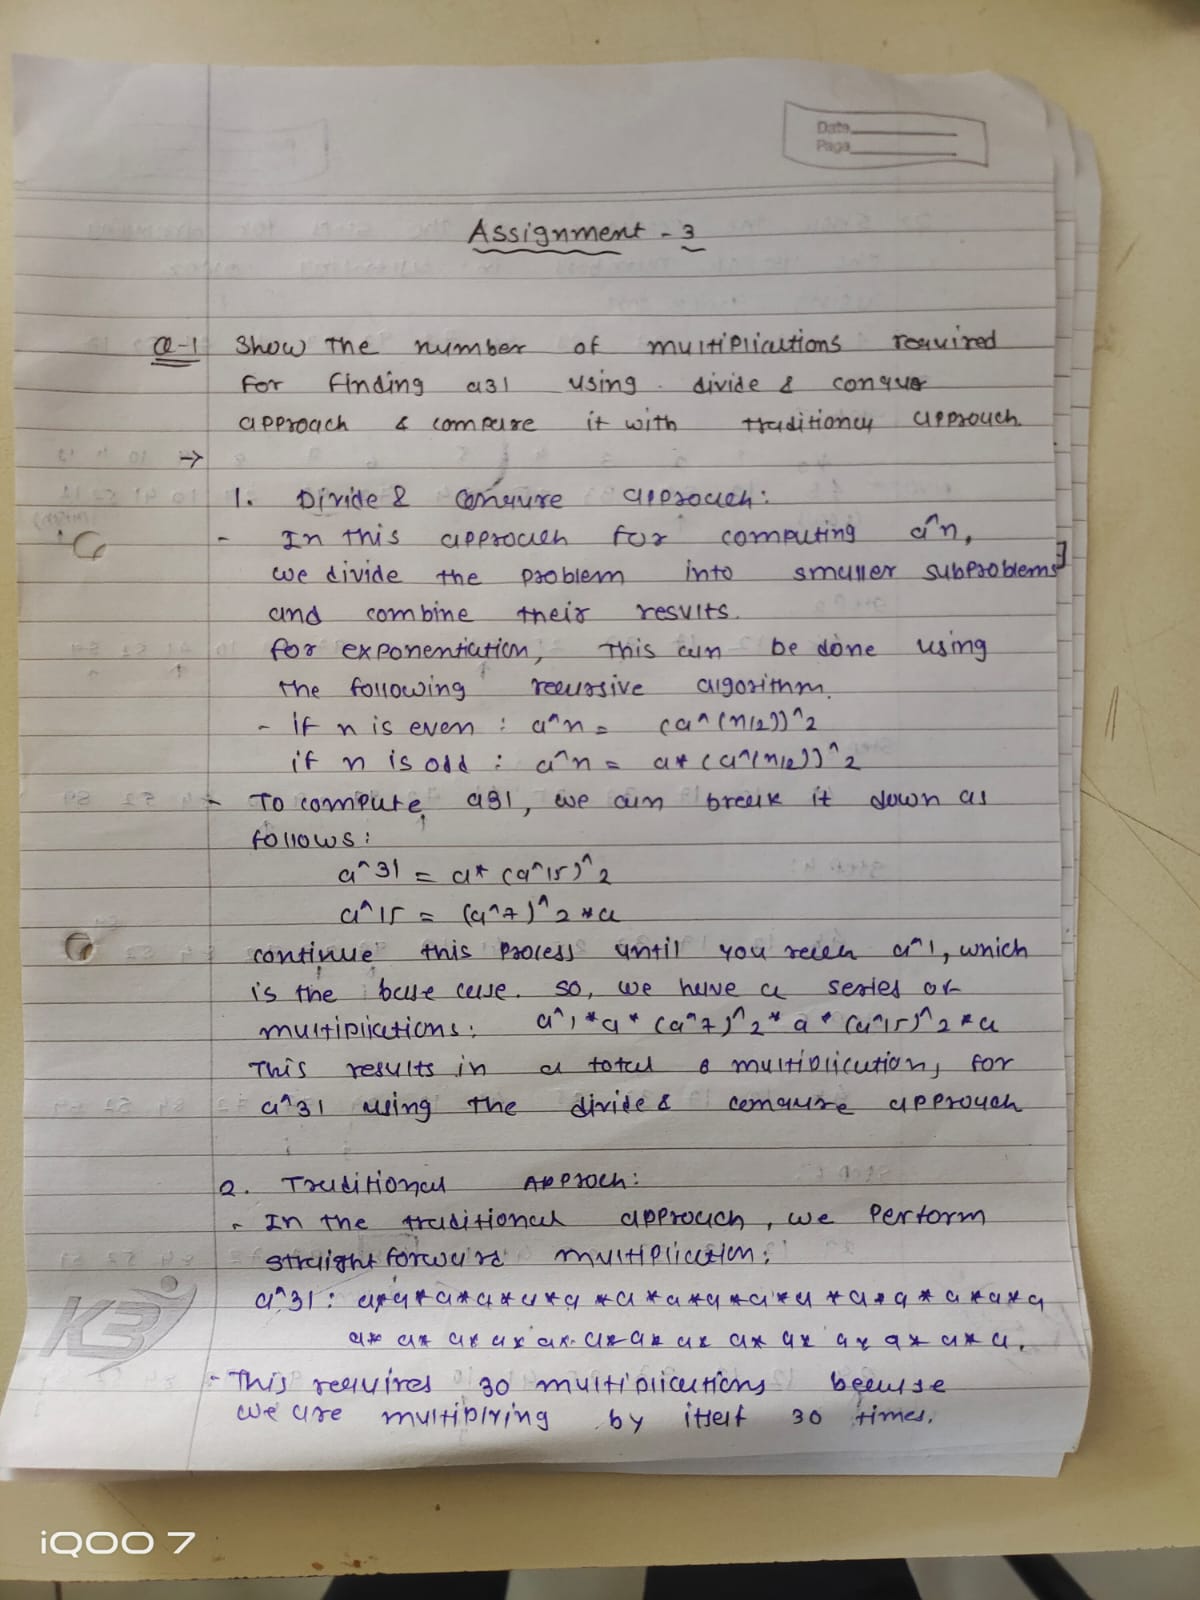 Date
Page
Assignment - 3
Q-1 Show the number of multiplications required
for finding a31 using divide & conque
approach & compare it with traditional approach.
→
1. Divide & conqure approach:
- In this approach for computing a^n,
we divide the problem into smaller subproblems
and combine their results.
for exponentiation, this can be done using
the following recursive algorithm.
- if n is even : a^n = (a^(n/2))^2
if n is odd : a^n = a* (a^(n/2))^2
- To compute a31, we can break it down as
follows:
a^31 = a* (a^15)^2
a^15 = (a^7)^2 *a
continue this process until you reach a^1, which
is the base case. so, we have a series of
multiplications: a^1 *a* (a^7)^2 * a * (a^15)^2 *a
This results in a total 8 multiplication, for
a^31 using the divide & conqure approach
2. Traditional Approch:
- In the traditional approach, we perform
straight forward multiplication:
a^31: a*a*a*a*a*a*a*a*a*a*a*a*a*a*a*a
a* a* a* a* a* a* a* a* a* a* a* a* a* a.
- This requires 30 multiplications because
we are multiplying by itself 30 times.
K3
iQOO 7